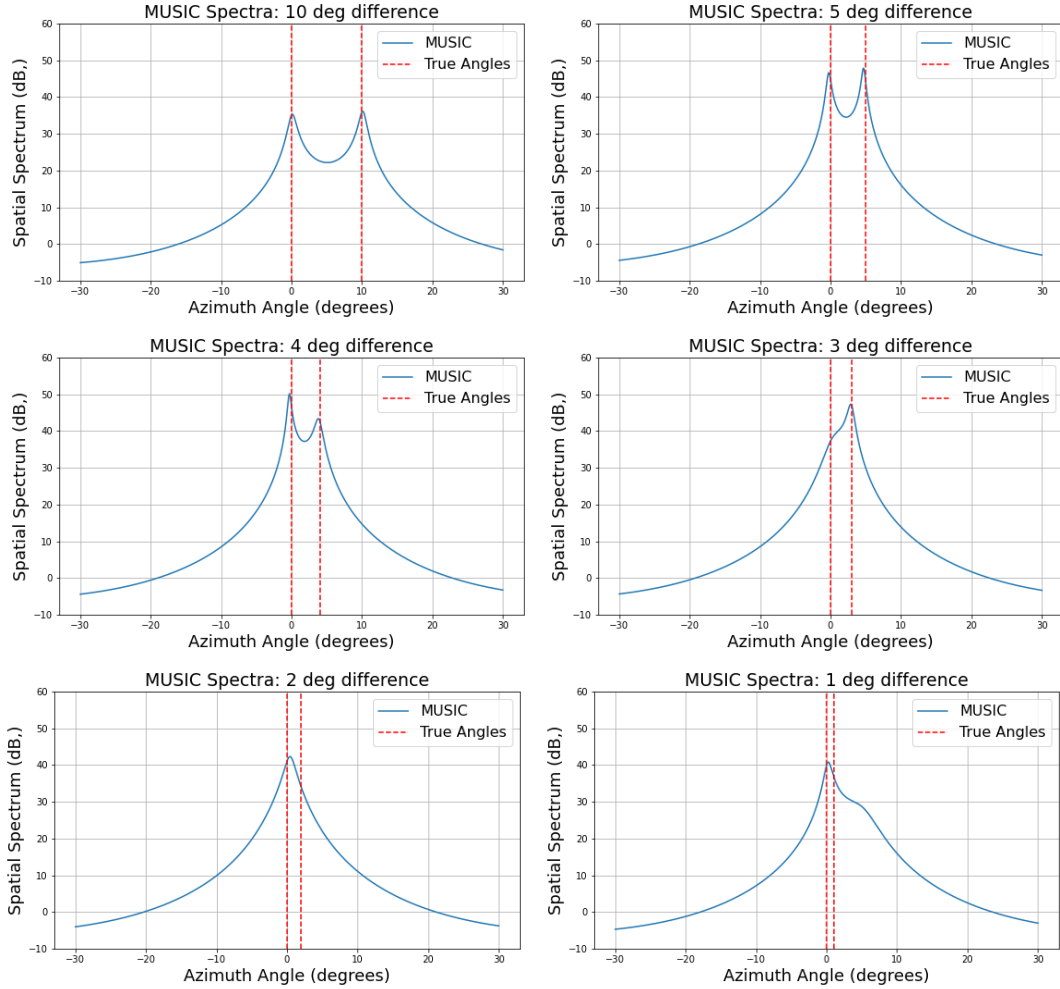 MUSIC Spectra: 10 deg difference
60
50
40
30
20
10
0
−10
Spatial Spectrum (dB,)
MUSIC
True Angles
−30 −20 −10 0 10 20 30
Azimuth Angle (degrees)
MUSIC Spectra: 5 deg difference
60
50
40
30
20
10
0
−10
Spatial Spectrum (dB,)
MUSIC
True Angles
−30 −20 −10 0 10 20 30
Azimuth Angle (degrees)
MUSIC Spectra: 4 deg difference
60
50
40
30
20
10
0
−10
Spatial Spectrum (dB,)
MUSIC
True Angles
−30 −20 −10 0 10 20 30
Azimuth Angle (degrees)
MUSIC Spectra: 3 deg difference
60
50
40
30
20
10
0
−10
Spatial Spectrum (dB,)
MUSIC
True Angles
−30 −20 −10 0 10 20 30
Azimuth Angle (degrees)
MUSIC Spectra: 2 deg difference
60
50
40
30
20
10
0
−10
Spatial Spectrum (dB,)
MUSIC
True Angles
−30 −20 −10 0 10 20 30
Azimuth Angle (degrees)
MUSIC Spectra: 1 deg difference
60
50
40
30
20
10
0
−10
Spatial Spectrum (dB,)
MUSIC
True Angles
−30 −20 −10 0 10 20 30
Azimuth Angle (degrees)